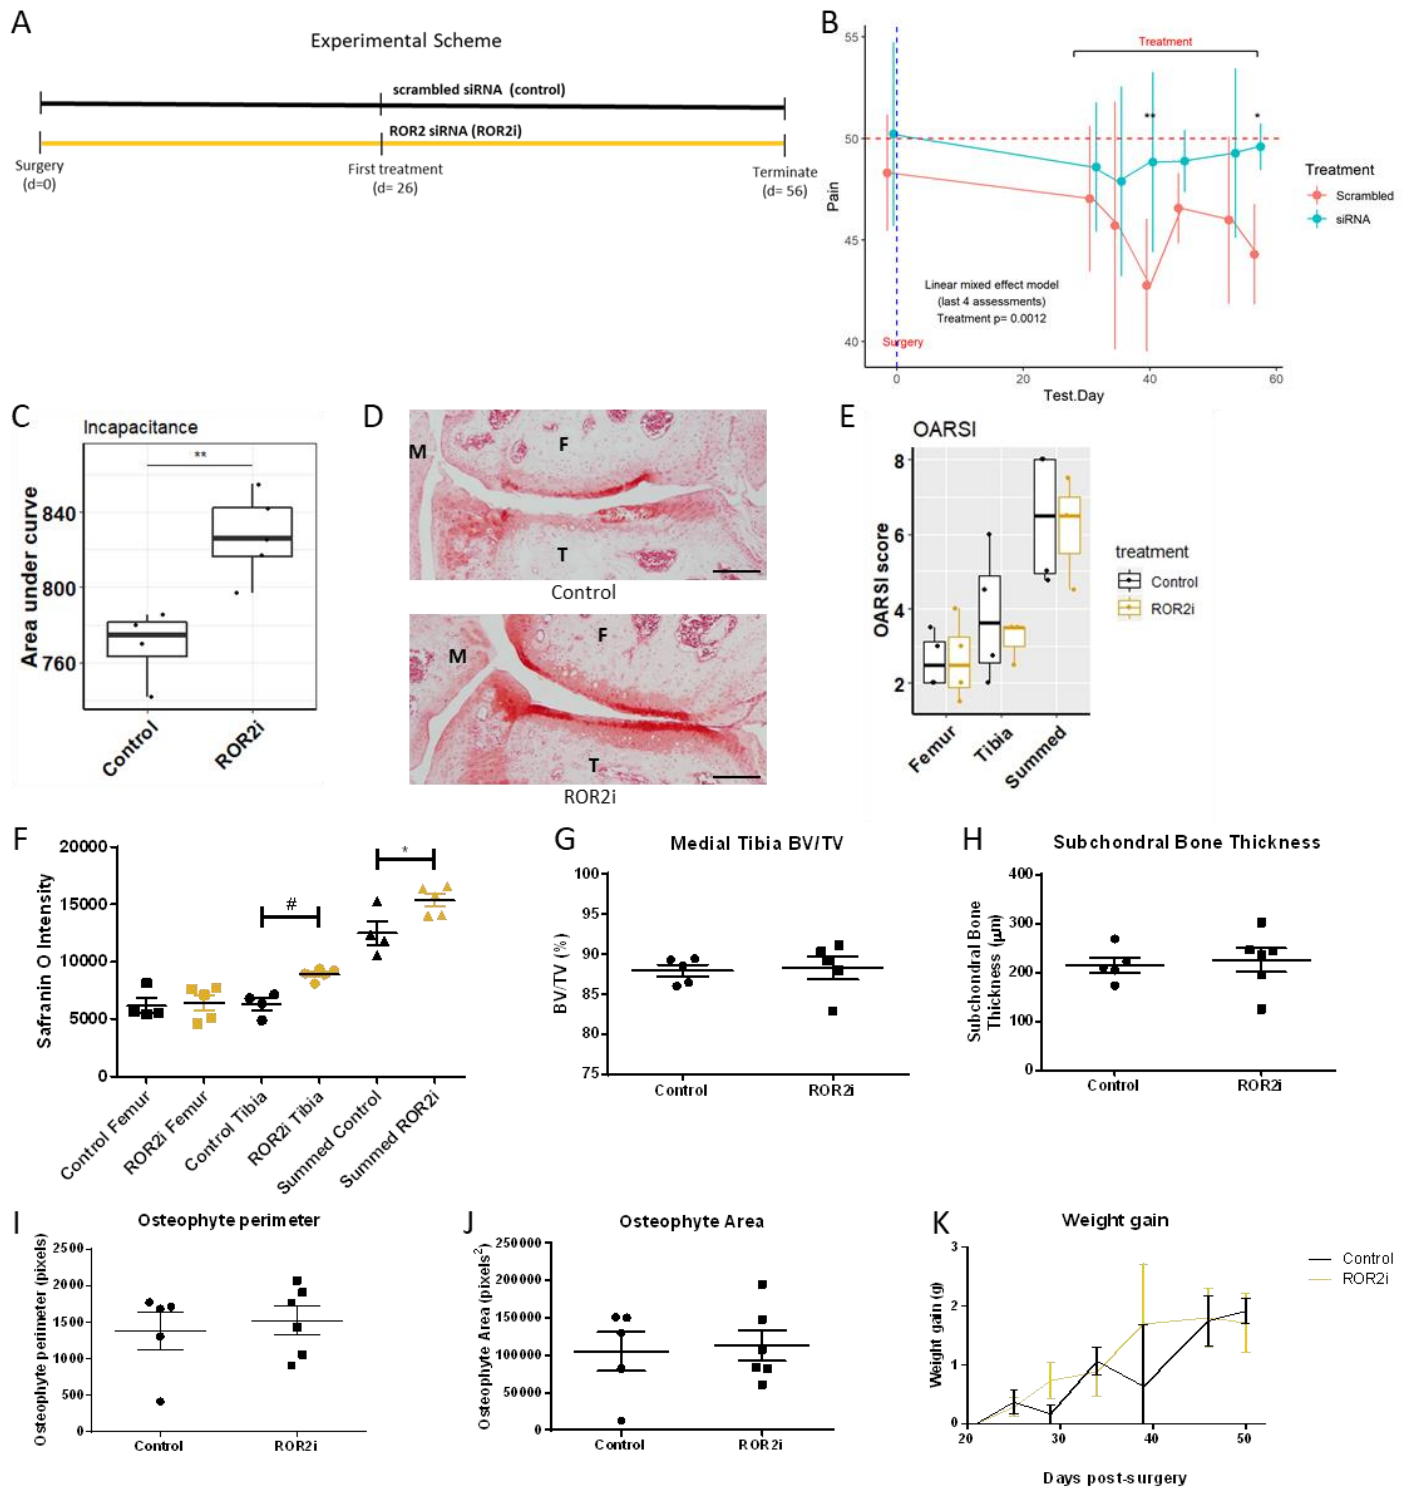 A
Experimental Scheme
scrambled siRNA (control)
ROR2 siRNA (ROR2i)
Surgery
(d=0)
First treatment
(d= 26)
Terminate
(d= 56)
B
Treatment
55
50
45
40
Pain
**
*
Linear mixed effect model
(last 4 assessments)
Treatment p= 0.0012
Surgery
0
20
40
60
Test.Day
Treatment
Scrambled
siRNA
C
Incapacitance
**
Area under curve
840
800
760
Control
ROR2i
D
M
F
T
Control
M
F
T
ROR2i
E
OARSI
OARSI score
8
6
4
2
Femur
Tibia
Summed
treatment
Control
ROR2i
F
Safranin O Intensity
20000
15000
10000
5000
0
#
*
Control Femur
ROR2i Femur
Control Tibia
ROR2i Tibia
Summed Control
Summed ROR2i
G
Medial Tibia BV/TV
BV/TV (%)
100
95
90
85
80
75
Control
ROR2i
H
Subchondral Bone Thickness
Subchondral Bone
Thickness (μm)
400
300
200
100
0
Control
ROR2i
I
Osteophyte perimeter
Osteophyte perimeter (pixels)
2500
2000
1500
1000
500
0
Control
ROR2i
J
Osteophyte Area
Osteophyte Area (pixels²)
250000
200000
150000
100000
50000
0
Control
ROR2i
K
Weight gain
Weight gain (g)
3
2
1
0
20
30
40
50
Days post-surgery
Control
ROR2i